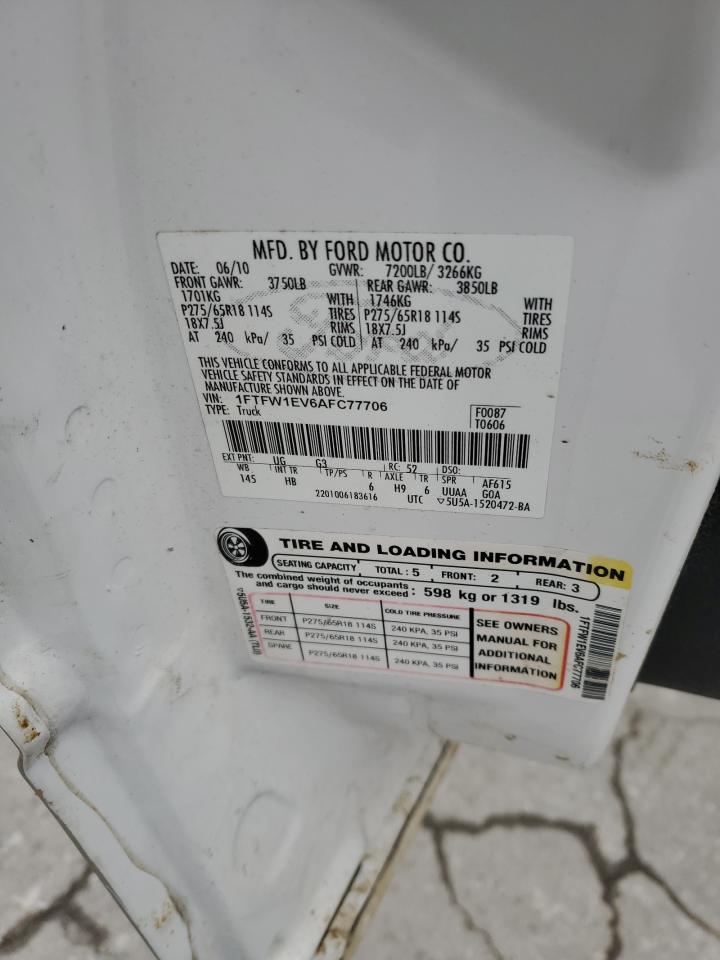 MFD. BY FORD MOTOR CO.
DATE: 06/10 GVWR: 7200LB/ 3266KG
FRONT GAWR: 3750LB REAR GAWR: 3850LB
1701KG WITH 1746KG WITH
P275/65R18 114S TIRES P275/65R18 114S TIRES
18X7.5J RIMS 18X7.5J RIMS
AT 240 kPa/ 35 PSI COLD AT 240 kPa/ 35 PSI COLD
THIS VEHICLE CONFORMS TO ALL APPLICABLE FEDERAL MOTOR
VEHICLE SAFETY STANDARDS IN EFFECT ON THE DATE OF
MANUFACTURE SHOWN ABOVE.
VIN: 1FTFW1EV6AFC77706
TYPE: Truck
F0087
T0606
EXT PNT: UG G3 RC: 52 DSO:
WB INT TR TP/PS R AXLE TR SPR AF615
145 HB 6 H9 6 UUAA G0A
2201006183616 UTC ▽5U5A-1520472-BA
TIRE AND LOADING INFORMATION
SEATING CAPACITY TOTAL: 5 FRONT: 2 REAR: 3
The combined weight of occupants
and cargo should never exceed: 598 kg or 1319 lbs.
TIRE SIZE COLD TIRE PRESSURE
FRONT P275/65R18 114S 240 KPA, 35 PSI
REAR P275/65R18 114S 240 KPA, 35 PSI
SPARE P275/65R18 114S 240 KPA, 35 PSI
SEE OWNERS
MANUAL FOR
ADDITIONAL
INFORMATION
1FTFW1EV6AFC77706